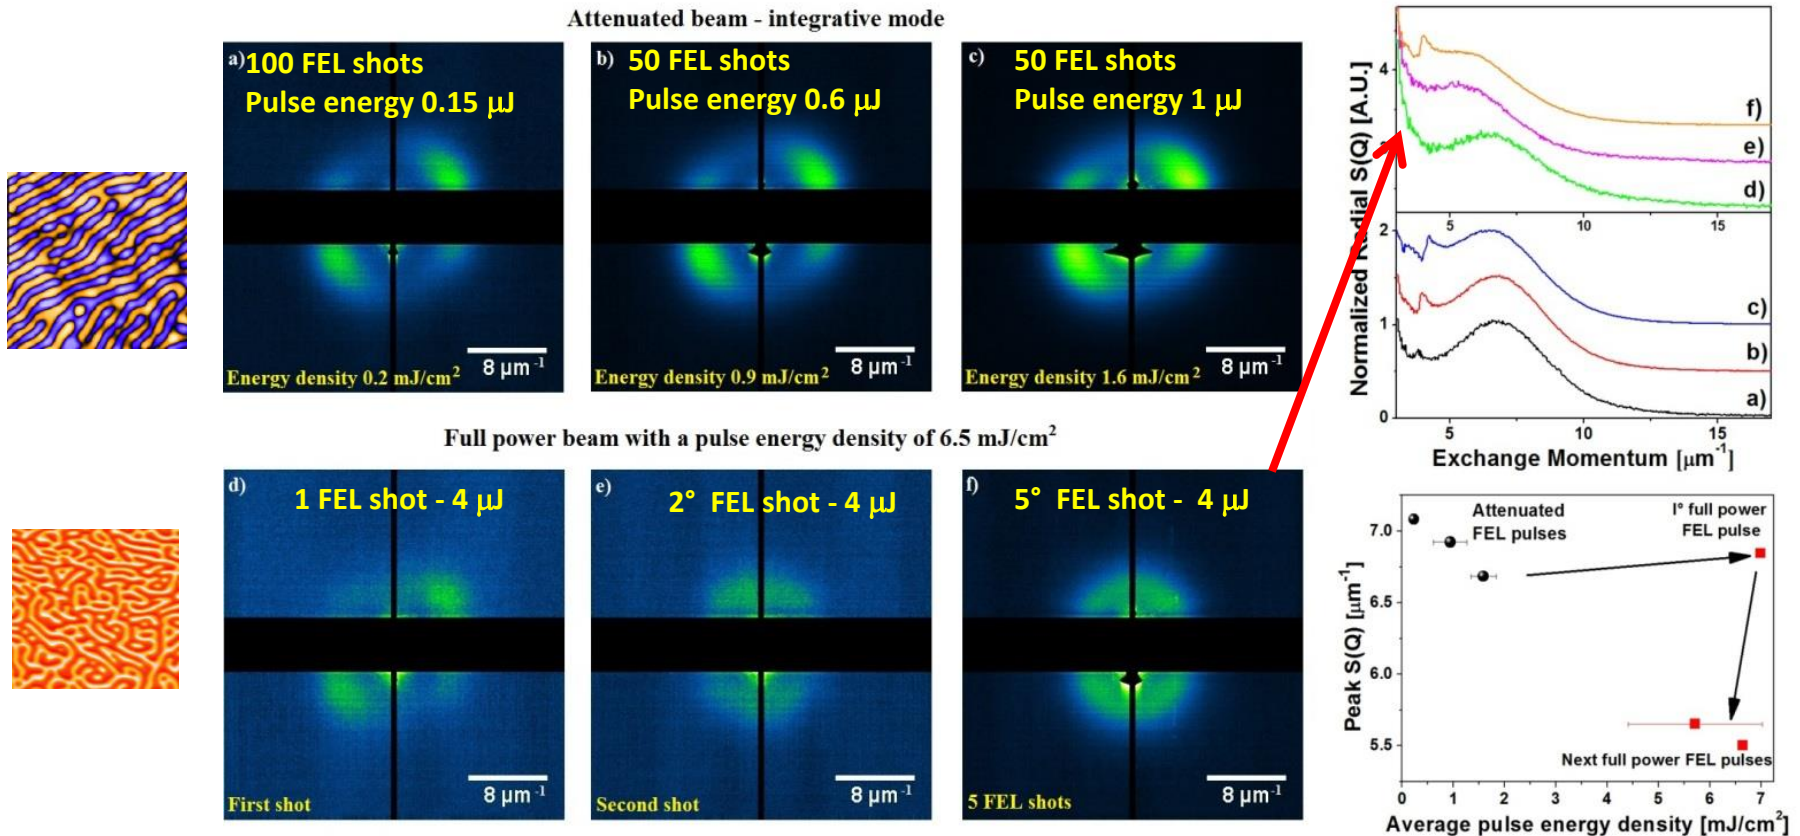 Attenuated beam - integrative mode
a) 100 FEL shots
Pulse energy 0.15 μJ
Energy density 0.2 mJ/cm²
8 μm⁻¹
b) 50 FEL shots
Pulse energy 0.6 μJ
Energy density 0.9 mJ/cm²
8 μm⁻¹
c) 50 FEL shots
Pulse energy 1 μJ
Energy density 1.6 mJ/cm²
8 μm⁻¹
Full power beam with a pulse energy density of 6.5 mJ/cm²
d) 1 FEL shot - 4 μJ
First shot
8 μm⁻¹
e) 2° FEL shot - 4 μJ
Second shot
8 μm⁻¹
f) 5° FEL shot - 4 μJ
5 FEL shots
8 μm⁻¹
Normalized Radial S(Q) [A.U.]
4
f)
e)
d)
5 10 15
2
c)
1
b)
a)
0
5 10 15
Exchange Momentum [μm⁻¹]
Peak S(Q) [μm⁻¹]
7.0
6.5
6.0
5.5
Attenuated
FEL pulses
I° full power
FEL pulse
Next full power FEL pulses
0 1 2 3 4 5 6 7
Average pulse energy density [mJ/cm²]